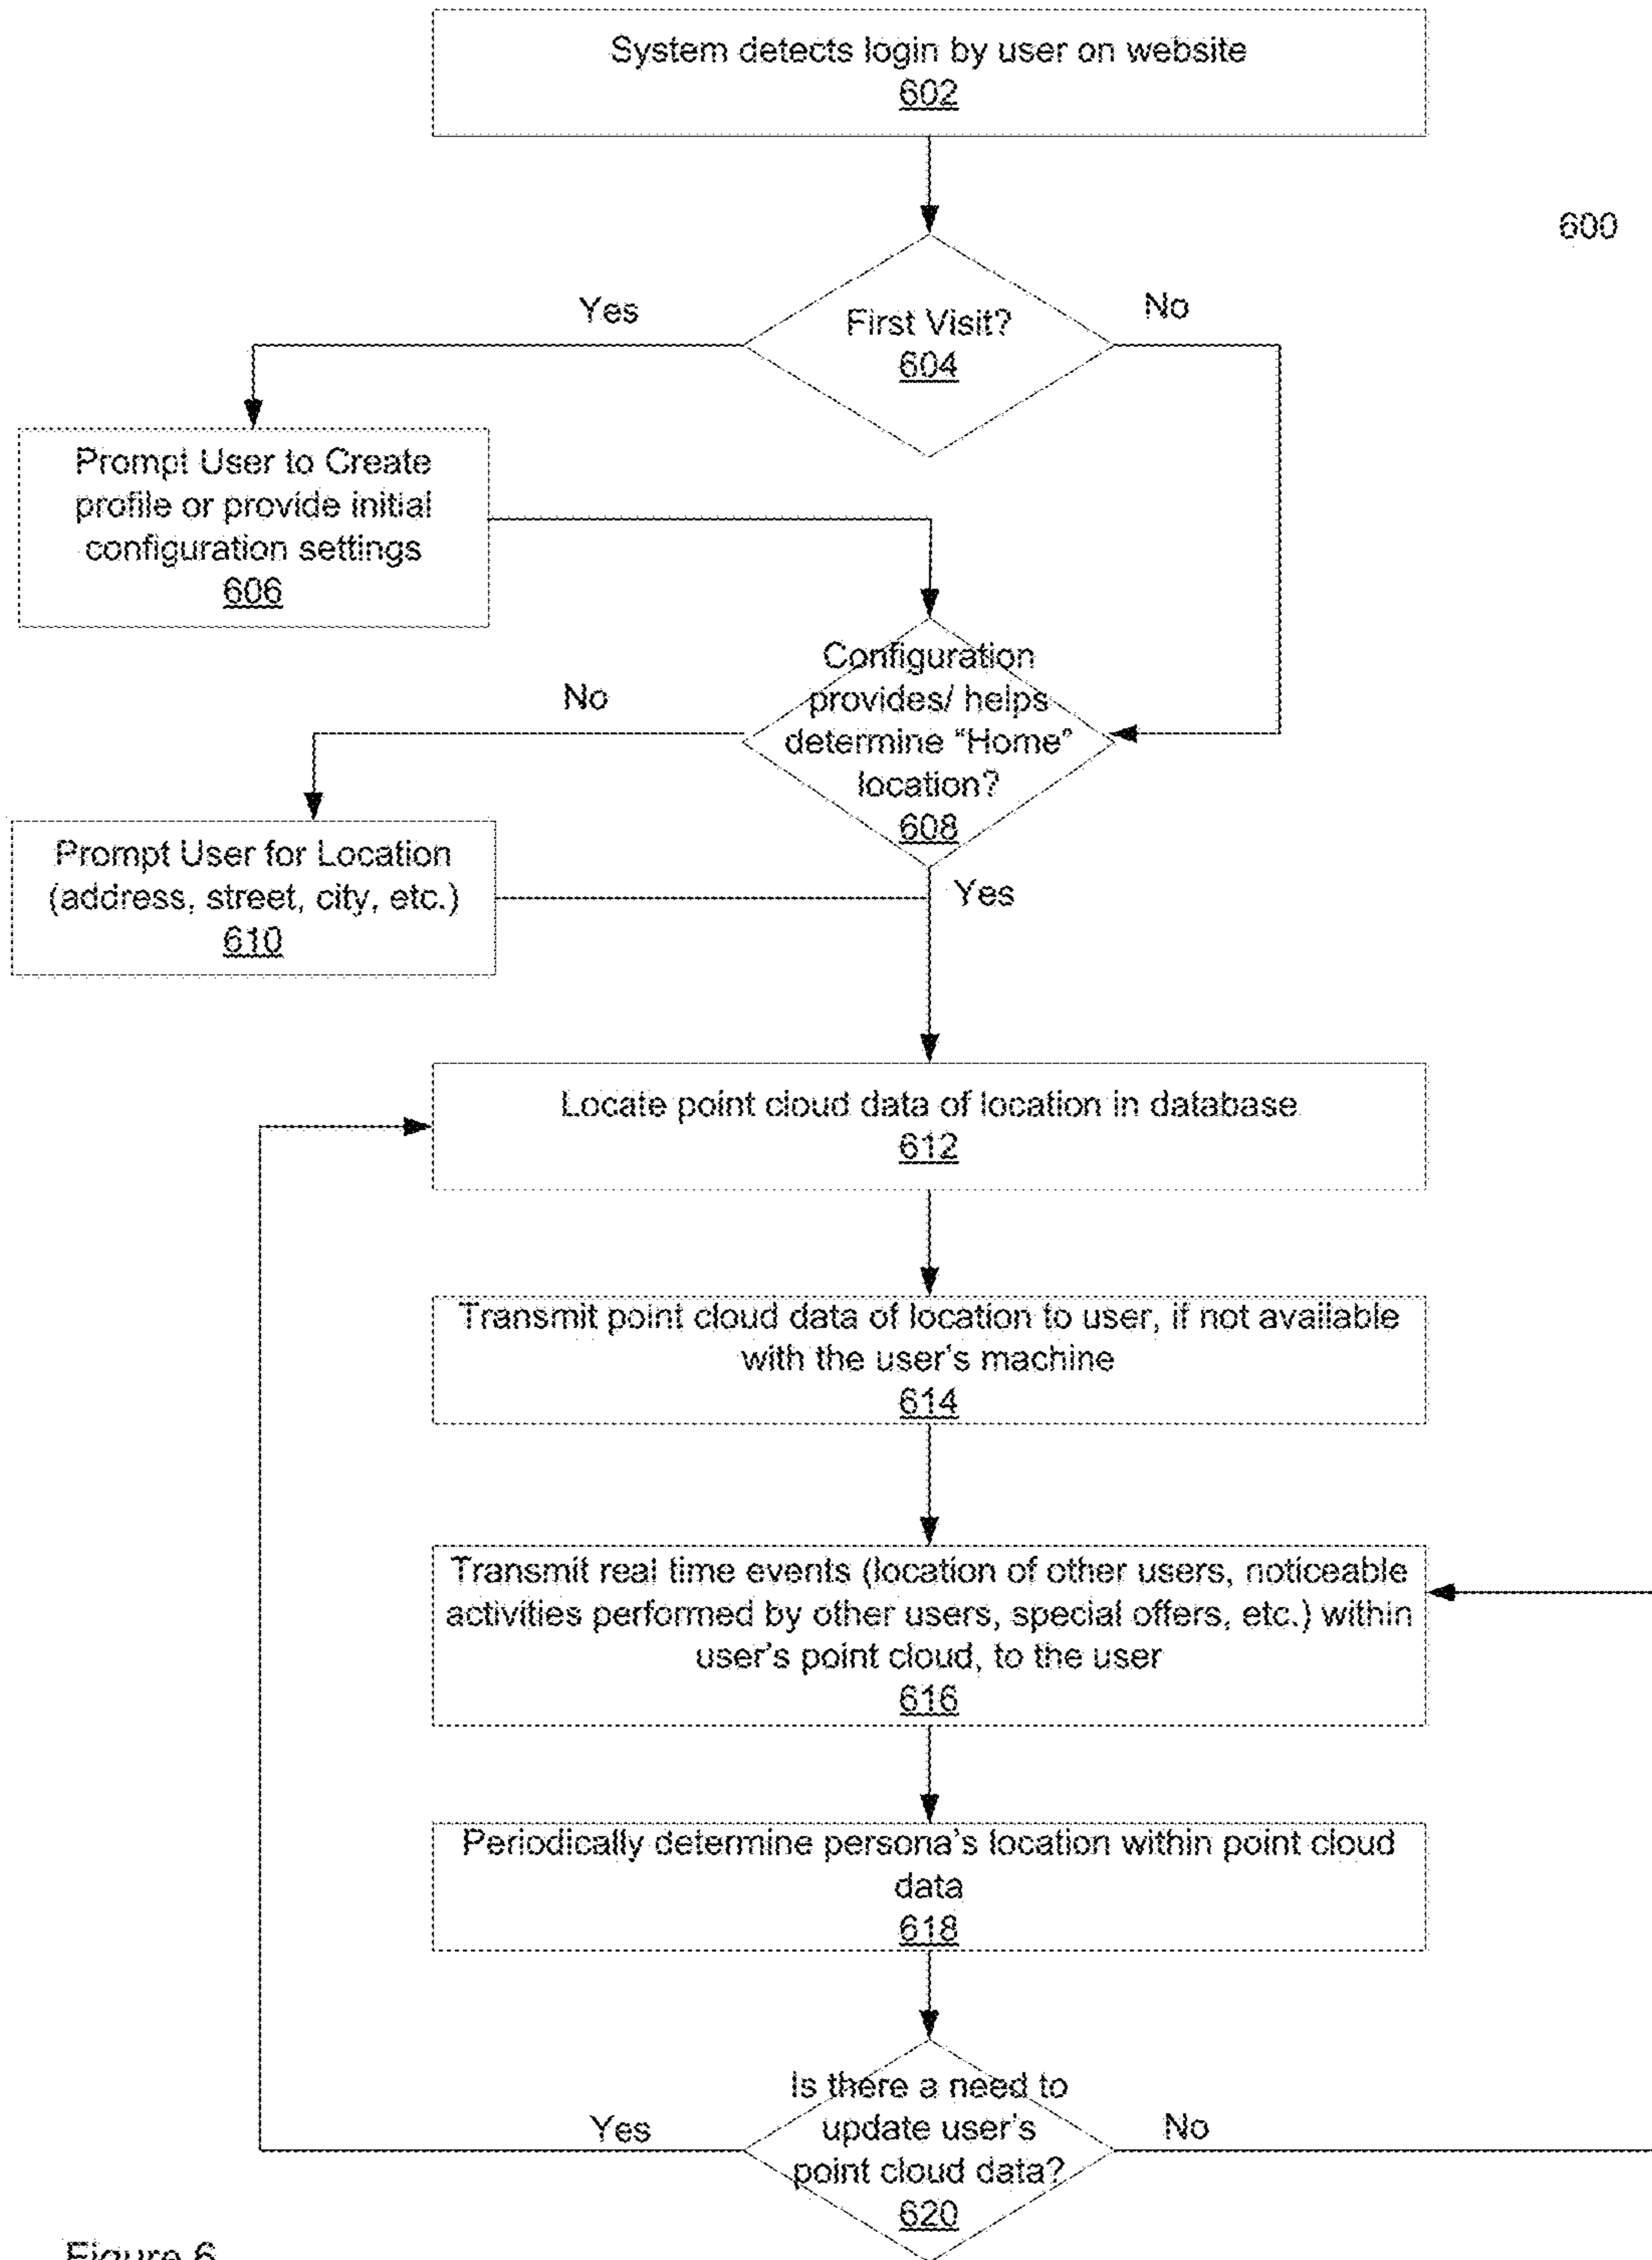 System detects login by user on website
602
600
First Visit?
604
Yes
No
Prompt User to Create
profile or provide initial
configuration settings
606
Configuration
provides/ helps
determine “Home”
location?
608
No
Yes
Prompt User for Location
(address, street, city, etc.)
610
Locate point cloud data of location in database
612
Transmit point cloud data of location to user, if not available
with the user’s machine
614
Transmit real time events (location of other users, noticeable
activities performed by other users, special offers, etc.) within
user’s point cloud, to the user
616
Periodically determine persona’s location within point cloud
data
618
Is there a need to
update user’s
point cloud data?
620
Yes
No
Figure 6